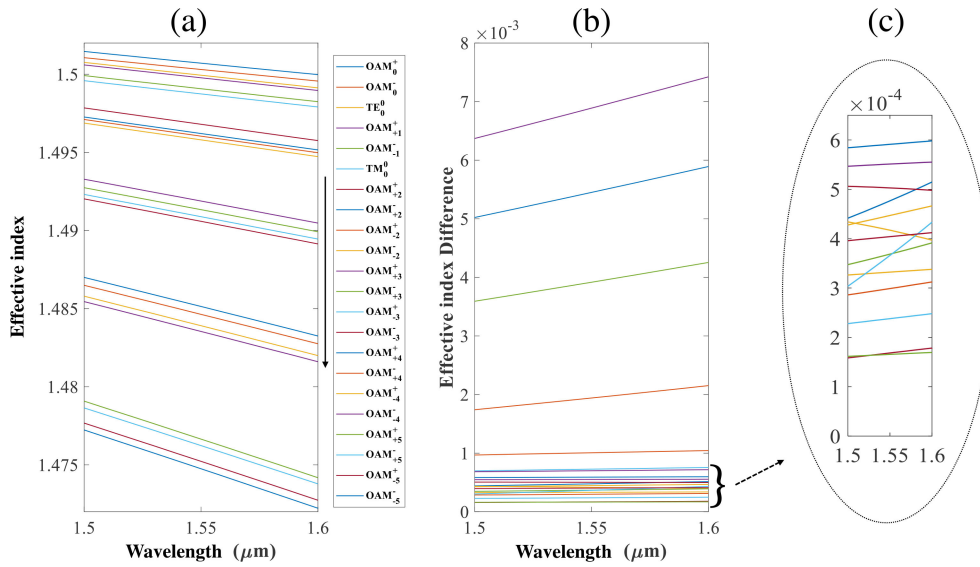 (a)
Effective index
1.5
1.495
1.49
1.485
1.48
1.475
1.5
1.55
1.6
Wavelength (μm)
OAM⁺₀
OAM⁻₀
TE⁰₀
OAM⁺₊₁
OAM⁻₋₁
TM⁰₀
OAM⁺₊₂
OAM⁻₊₂
OAM⁺₋₂
OAM⁻₋₂
OAM⁺₊₃
OAM⁻₊₃
OAM⁺₋₃
OAM⁻₋₃
OAM⁺₊₄
OAM⁻₊₄
OAM⁺₋₄
OAM⁻₋₄
OAM⁺₊₅
OAM⁻₊₅
OAM⁺₋₅
OAM⁻₋₅
(b)
×10⁻³
Effective index Difference
8
7
6
5
4
3
2
1
0
1.5
1.55
1.6
Wavelength (μm)
(c)
×10⁻⁴
6
5
4
3
2
1
0
1.5
1.55
1.6